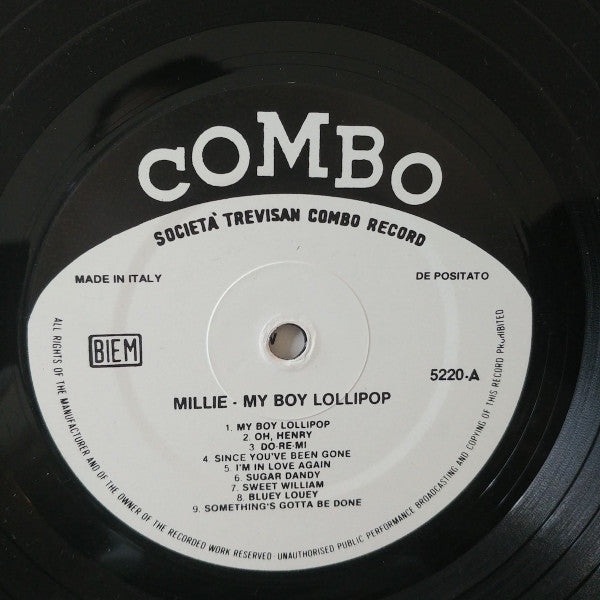 COMBO
SOCIETÀ TREVISAN COMBO RECORD
MADE IN ITALY
DE POSITATO
BIEM
5220-A
MILLIE - MY BOY LOLLIPOP
1. MY BOY LOLLIPOP
2. OH, HENRY
3. DO-RE-MI
4. SINCE YOU'VE BEEN GONE
5. I'M IN LOVE AGAIN
6. SUGAR DANDY
7. SWEET WILLIAM
8. BLUEY LOUEY
9. SOMETHING'S GOTTA BE DONE
ALL RIGHTS OF THE MANUFACTURER AND OF THE OWNER OF THE RECORDED WORK RESERVED - UNAUTHORISED PUBLIC PERFORMANCE BROADCASTING AND COPYING OF THIS RECORD PROHIBITED